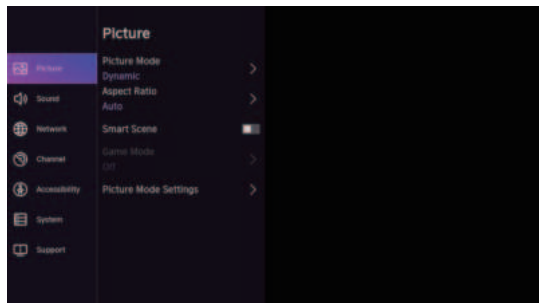 Picture
Picture
Sound
Network
Channel
Accessibility
System
Support
Picture Mode
Dynamic
Aspect Ratio
Auto
Smart Scene
Game Mode
Off
Picture Mode Settings